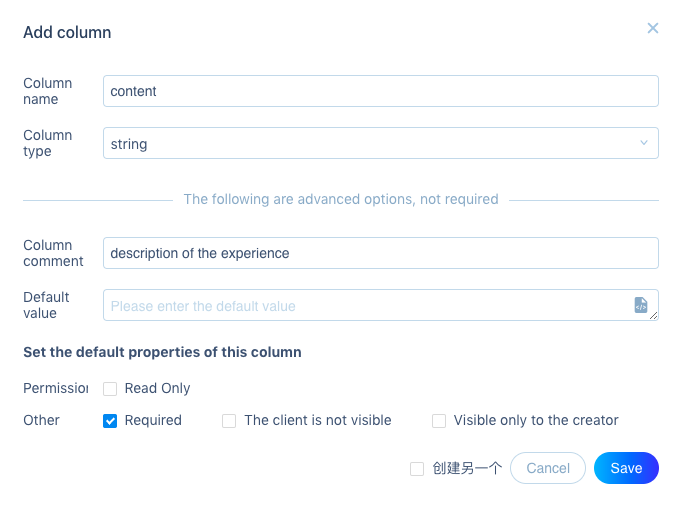 Add column
Column name
content
Column type
string
The following are advanced options, not required
Column comment
description of the experience
Default value
Please enter the default value
Set the default properties of this column
Permission Read Only
Other Required The client is not visible Visible only to the creator
创建另一个 Cancel Save